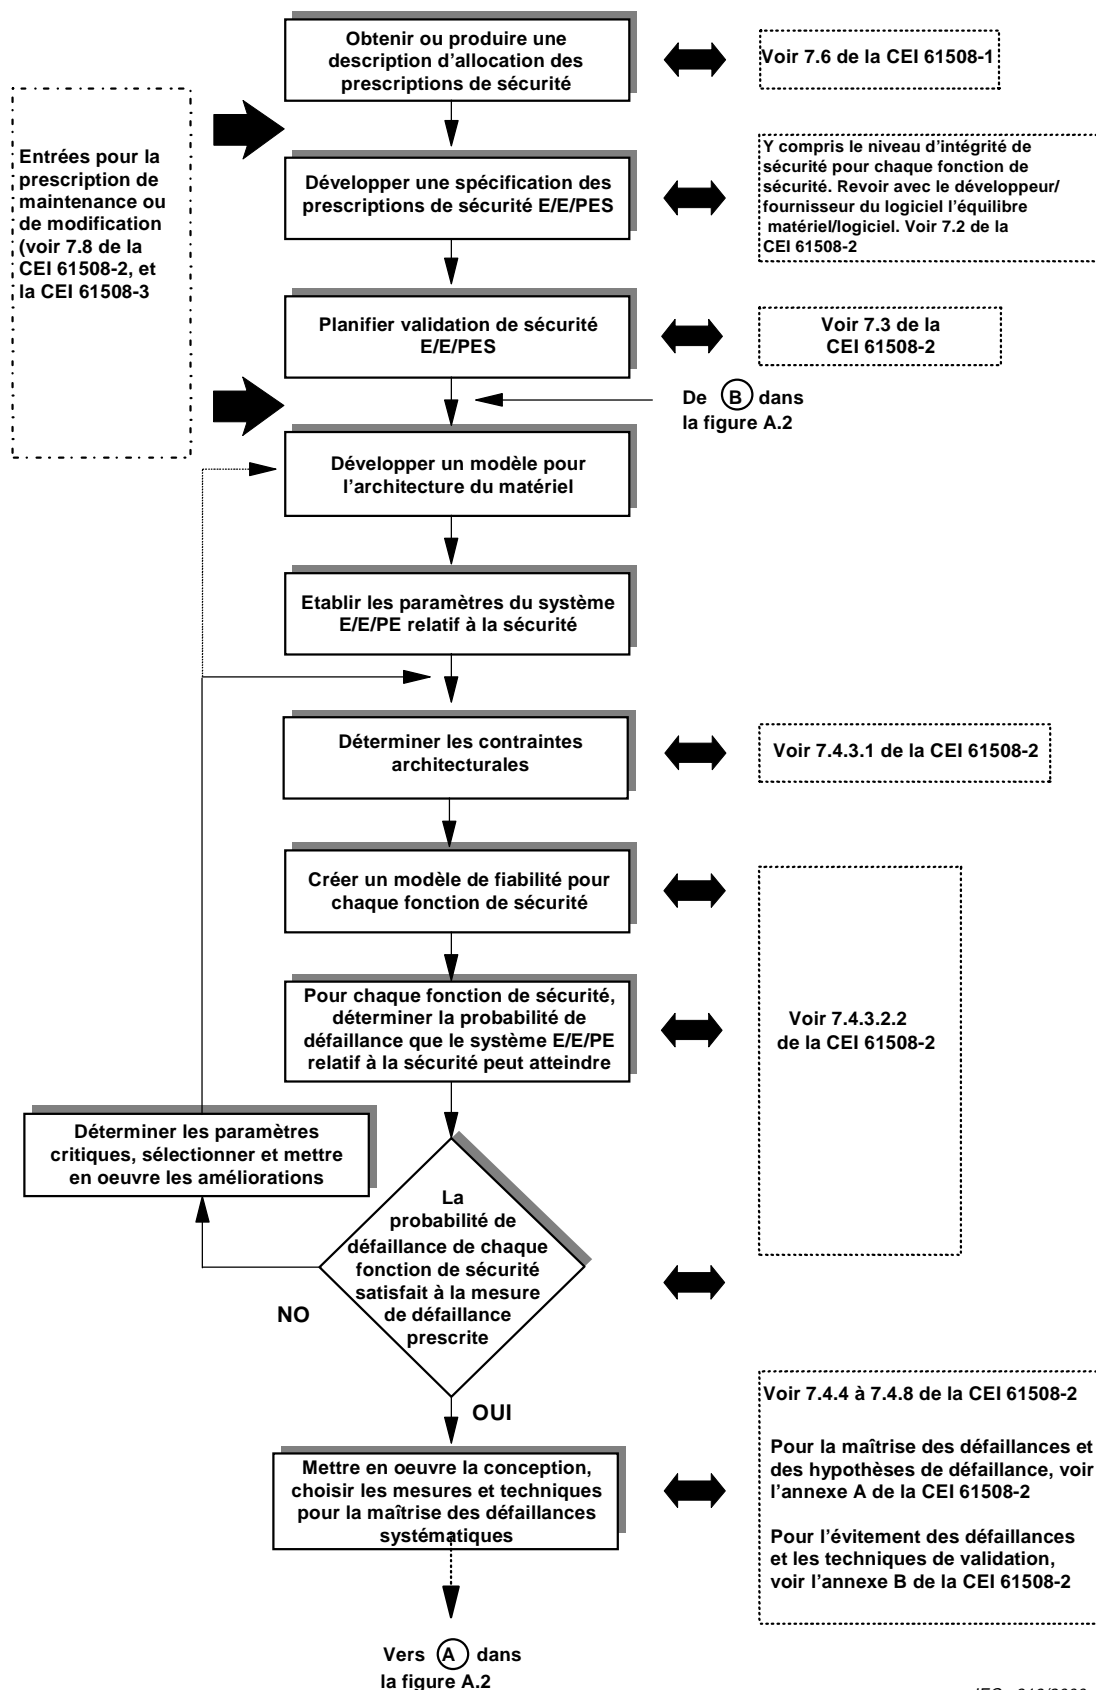 Obtenir ou produire une
description d'allocation des
prescriptions de sécurité
Voir 7.6 de la CEI 61508-1
Entrées pour la
prescription de
maintenance ou
de modification
(voir 7.8 de la
CEI 61508-2, et
la CEI 61508-3
Développer une spécification des
prescriptions de sécurité E/E/PES
Y compris le niveau d'intégrité de
sécurité pour chaque fonction de
sécurité. Revoir avec le développeur/
fournisseur du logiciel l'équilibre
matériel/logiciel. Voir 7.2 de la
CEI 61508-2
Planifier validation de sécurité
E/E/PES
Voir 7.3 de la
CEI 61508-2
De B dans
la figure A.2
Développer un modèle pour
l'architecture du matériel
Etablir les paramètres du système
E/E/PE relatif à la sécurité
Déterminer les contraintes
architecturales
Voir 7.4.3.1 de la CEI 61508-2
Créer un modèle de fiabilité pour
chaque fonction de sécurité
Pour chaque fonction de sécurité,
déterminer la probabilité de
défaillance que le système E/E/PE
relatif à la sécurité peut atteindre
Voir 7.4.3.2.2
de la CEI 61508-2
Déterminer les paramètres
critiques, sélectionner et mettre
en oeuvre les améliorations
La
probabilité de
défaillance de chaque
fonction de sécurité
satisfait à la mesure
de défaillance
prescrite
NO
OUI
Mettre en oeuvre la conception,
choisir les mesures et techniques
pour la maîtrise des défaillances
systématiques
Voir 7.4.4 à 7.4.8 de la CEI 61508-2
Pour la maîtrise des défaillances et
des hypothèses de défaillance, voir
l'annexe A de la CEI 61508-2
Pour l'évitement des défaillances
et les techniques de validation,
voir l'annexe B de la CEI 61508-2
Vers A dans
la figure A.2